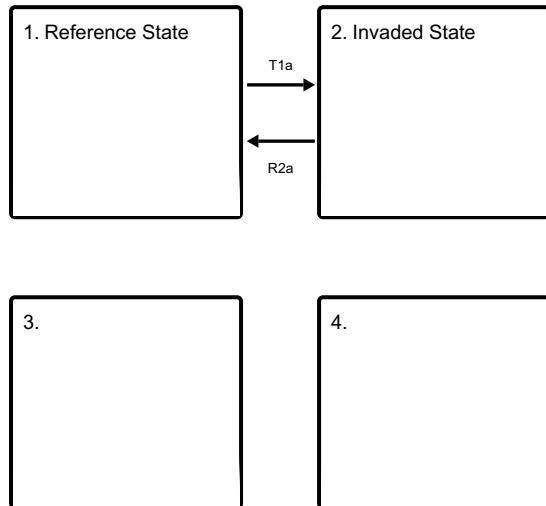 1. Reference State
2. Invaded State
T1a
R2a
3.
4.